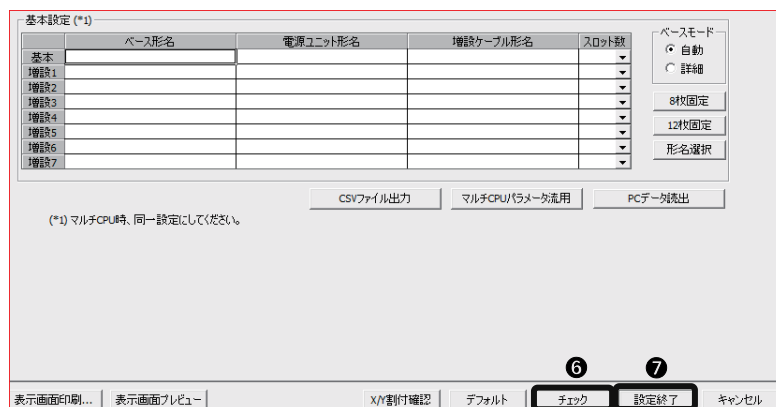 基本設定 (*1)
ベース形名 電源ユニット形名 増設ケーブル形名 スロット数
基本
増設1
増設2
増設3
増設4
増設5
増設6
増設7
ベースモード
自動
詳細
8枚固定
12枚固定
形名選択
CSVファイル出力 マルチCPUパラメータ流用 PCデータ読出
(*1) マルチCPU時、同一設定にしてください。
❻ ❼
表示画面印刷... 表示画面プレビュー X/Y割付確認 デフォルト チェック 設定終了 キャンセル